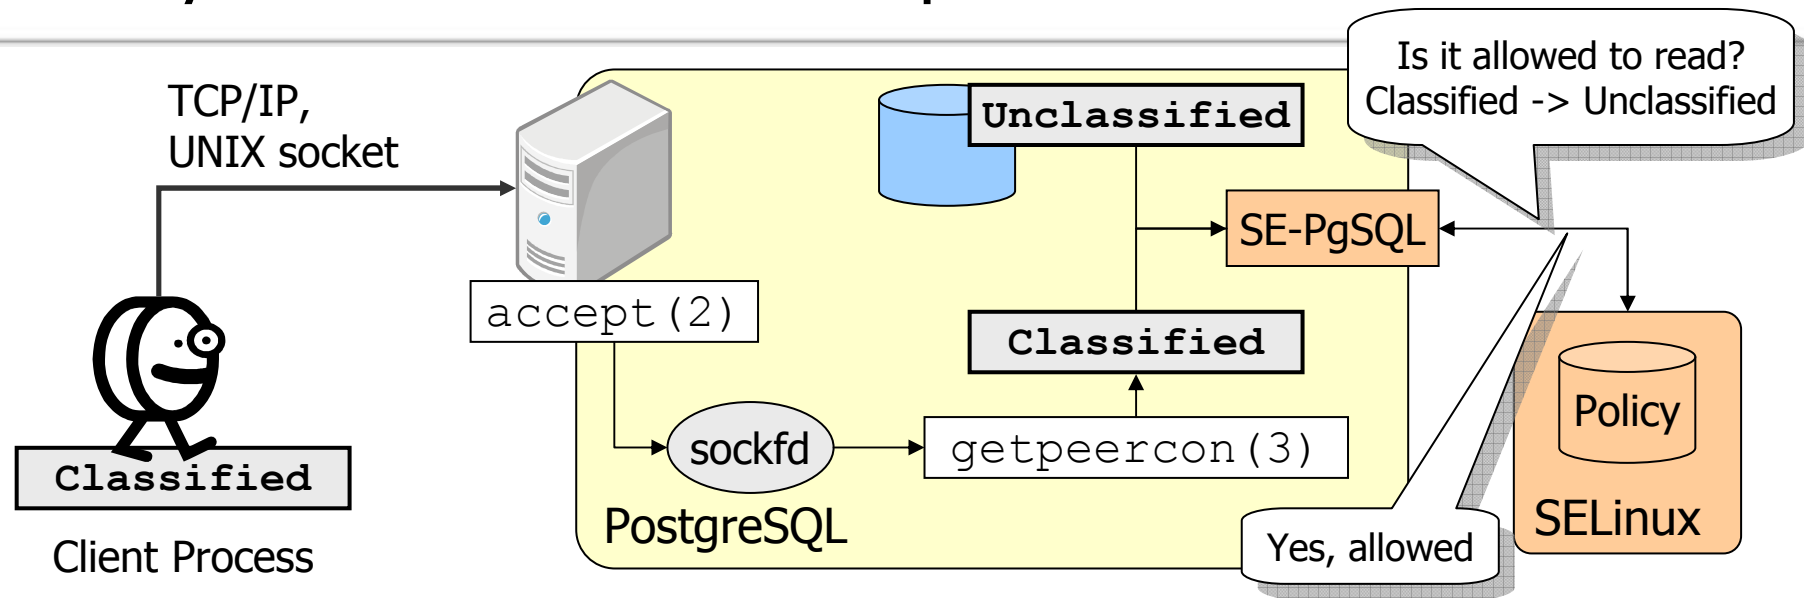 Is it allowed to read?
Classified -> Unclassified
TCP/IP,
UNIX socket
Unclassified
SE-PgSQL
accept(2)
Classified
Policy
sockfd
getpeercon(3)
Classified
PostgreSQL
SELinux
Yes, allowed
Client Process